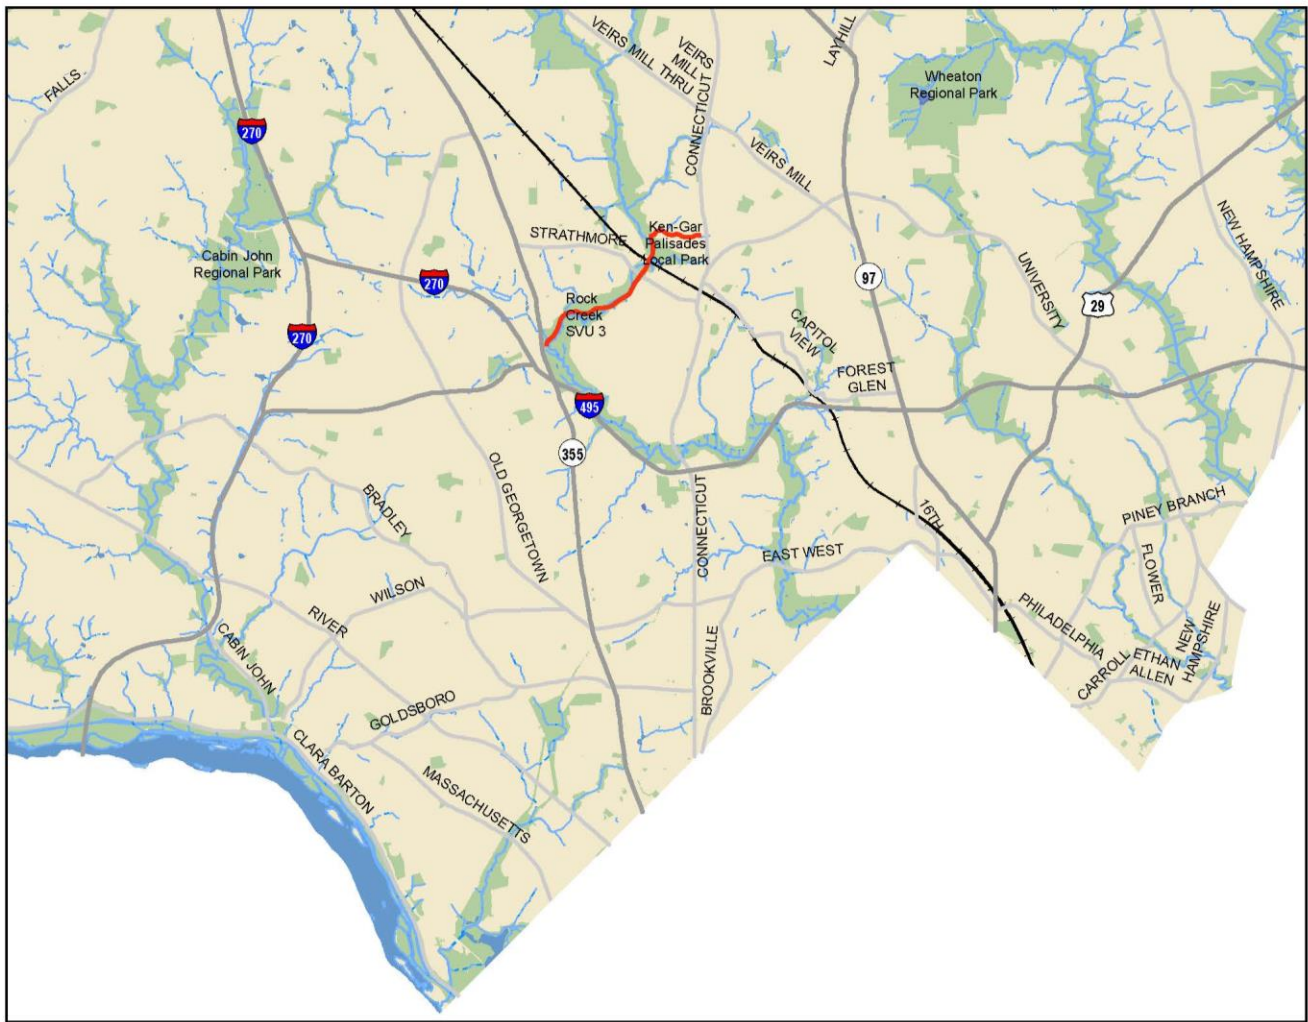 VEIRS MILL THRU
VEIRS
MILL
CONNECTICUT
LAYHILL
FALLS
Wheaton
Regional Park
270
VEIRS MILL
NEW HAMPSHIRE
STRATHMORE
Ken-Gar
Palisades
Local Park
Cabin John
Regional Park
270
97
UNIVERSITY
29
270
Rock
Creek
SVU 3
CAPITOL
VIEW
FOREST
GLEN
495
355
OLD GEORGETOWN
BRADLEY
CONNECTICUT
16TH
PINEY BRANCH
EAST WEST
FLOWER
WILSON
RIVER
PHILADELPHIA
CABIN JOHN
BROOKVILLE
NEW
HAMPSHIRE
ETHAN
ALLEN
CARROLL
GOLDSBORO
CLARA BARTON
MASSACHUSETTS